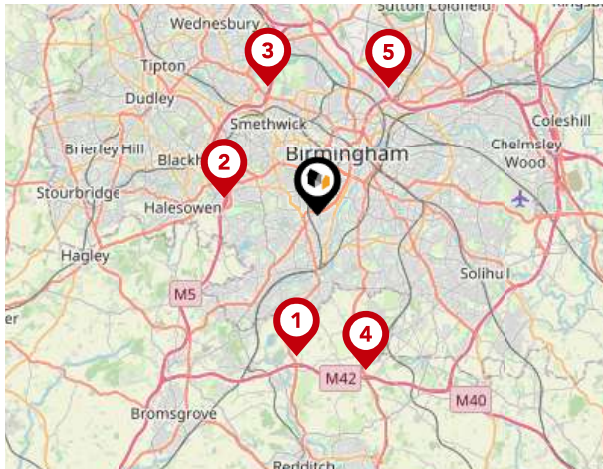 Sutton Coldfield
Wednesbury
3
5
Tipton
Dudley
Smethwick
Coleshill
Brierley Hill
Birmingham
Chelmsley
Wood
2
Stourbridge
Halesowen
Hagley
Solihull
M5
1
4
M42
M40
Bromsgrove
Redditch